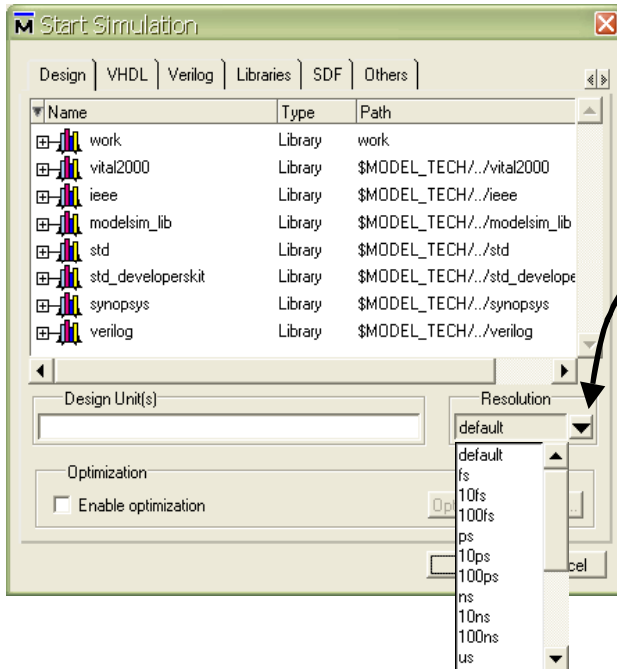 Start Simulation
Design VHDL Verilog Libraries SDF Others
Name Type Path
work Library work
vital2000 Library $MODEL_TECH/../vital2000
ieee Library $MODEL_TECH/../ieee
modelsim_lib Library $MODEL_TECH/../modelsim_lib
std Library $MODEL_TECH/../std
std_developerskit Library $MODEL_TECH/../std_develope
synopsys Library $MODEL_TECH/../synopsys
verilog Library $MODEL_TECH/../verilog
Design Unit(s) Resolution
default
default
fs
Optimization
10fs
Enable optimization
100fs
ps
10ps
100ps
ns
10ns
100ns
us